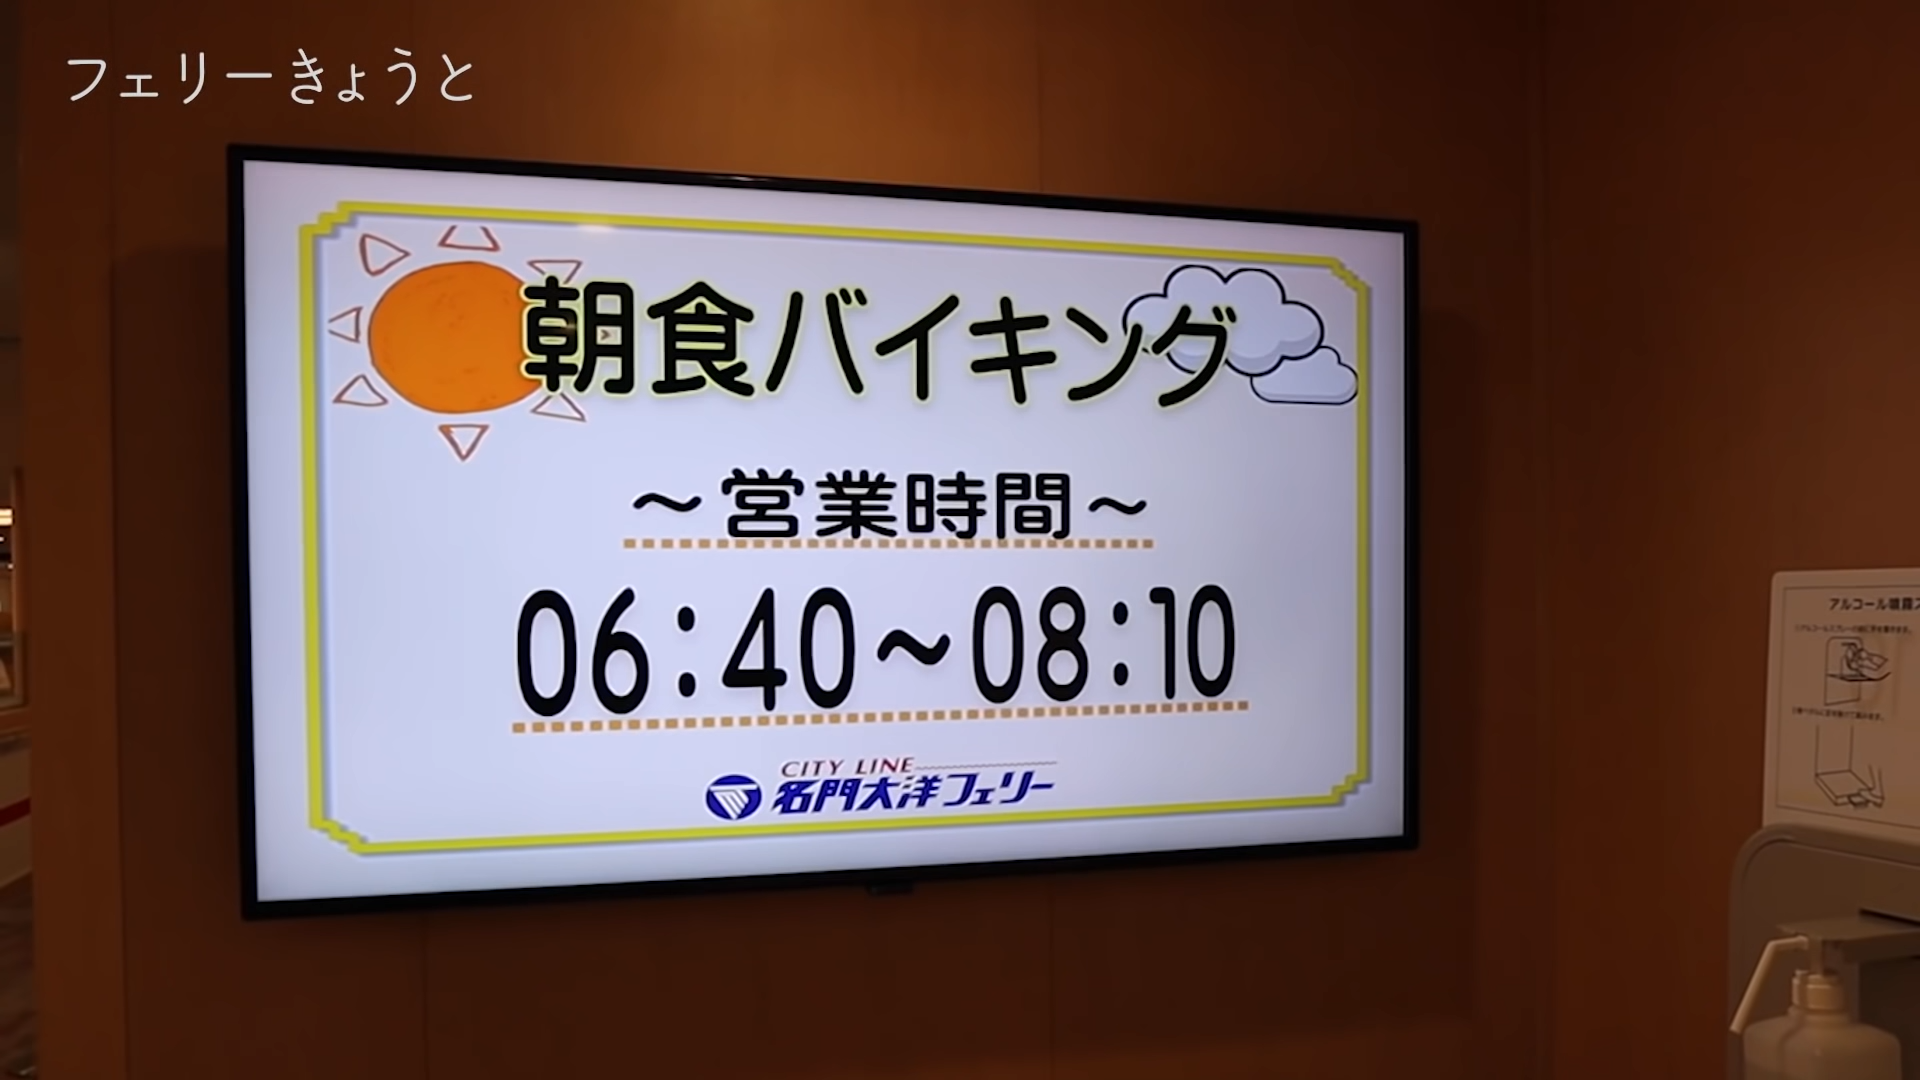 フェリーきょうと
朝食バイキング
～営業時間～
06:40～08:10
CITY LINE
名門大洋フェリー
アルコール噴霧